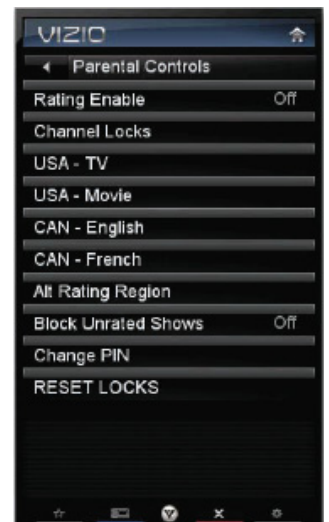 VIZIO
Parental Controls
Rating Enable Off
Channel Locks
USA - TV
USA - Movie
CAN - English
CAN - French
Alt Rating Region
Block Unrated Shows Off
Change PIN
RESET LOCKS